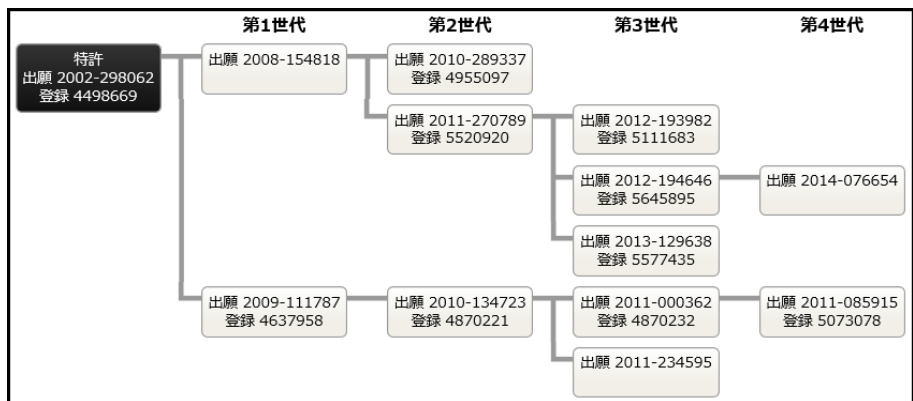 第1世代
第2世代
第3世代
第4世代
特許
出願 2002-298062
登録 4498669
出願 2008-154818
出願 2010-289337
登録 4955097
出願 2011-270789
登録 5520920
出願 2012-193982
登録 5111683
出願 2012-194646
登録 5645895
出願 2014-076654
出願 2013-129638
登録 5577435
出願 2009-111787
登録 4637958
出願 2010-134723
登録 4870221
出願 2011-000362
登録 4870232
出願 2011-085915
登録 5073078
出願 2011-234595